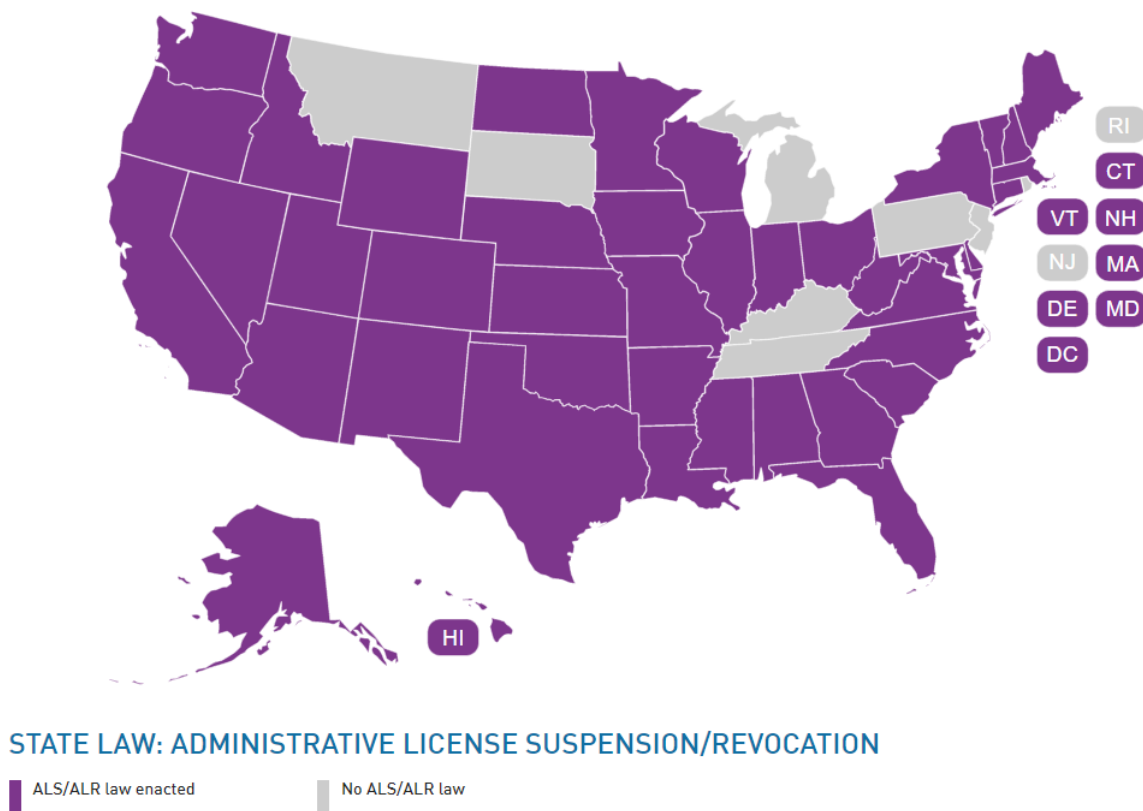 RI
CT
VT NH
NJ MA
DE MD
DC
HI
STATE LAW: ADMINISTRATIVE LICENSE SUSPENSION/REVOCATION
ALS/ALR law enacted No ALS/ALR law